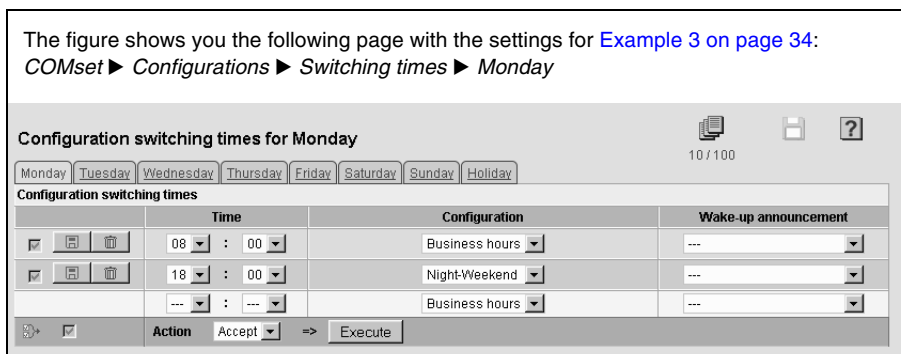 The figure shows you the following page with the settings for Example 3 on page 34:
COMset ► Configurations ► Switching times ► Monday
Configuration switching times for Monday
10 / 100
?
Monday Tuesday Wednesday Thursday Friday Saturday Sunday Holiday
Configuration switching times
Time Configuration Wake-up announcement
08 : 00 Business hours ---
18 : 00 Night-Weekend ---
--- : --- Business hours ---
Action Accept => Execute